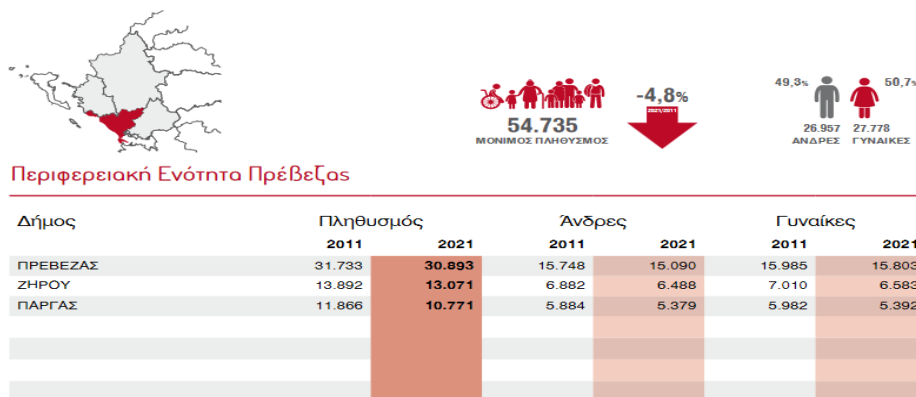 54.735
ΜΟΝΙΜΟΣ ΠΛΗΘΥΣΜΟΣ
-4,8%
2021/2011
49,3%
50,7%
26.957 27.778
ΑΝΔΡΕΣ ΓΥΝΑΙΚΕΣ
Περιφερειακή Ενότητα Πρέβεζας
Δήμος Πληθυσμός Άνδρες Γυναίκες
2011 2021 2011 2021 2011 2021
ΠΡΕΒΕΖΑΣ 31.733 30.893 15.748 15.090 15.985 15.803
ΖΗΡΟΥ 13.892 13.071 6.882 6.488 7.010 6.583
ΠΑΡΓΑΣ 11.866 10.771 5.884 5.379 5.982 5.392